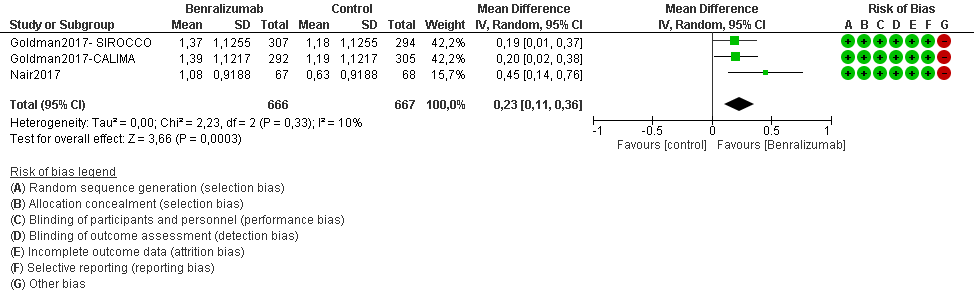 Benralizumab Control Mean Difference Mean Difference Risk of Bias
Study or Subgroup Mean SD Total Mean SD Total Weight IV, Random, 95% CI IV, Random, 95% CI A B C D E F G
Goldman2017- SIROCCO 1,37 1,1255 307 1,18 1,1255 294 42,2% 0,19 [0,01, 0,37] + + + + + + −
Goldman2017-CALIMA 1,39 1,1217 292 1,19 1,1217 305 42,2% 0,20 [0,02, 0,38] + + + + + + −
Nair2017 1,08 0,9188 67 0,63 0,9188 68 15,7% 0,45 [0,14, 0,76] + + + + + + −
Total (95% CI) 666 667 100,0% 0,23 [0,11, 0,36]
Heterogeneity: Tau² = 0,00; Chi² = 2,23, df = 2 (P = 0,33); I² = 10%
Test for overall effect: Z = 3,66 (P = 0,0003)
-1 -0.5 0 0.5 1
Favours [control] Favours [Benralizumab]
Risk of bias legend
(A) Random sequence generation (selection bias)
(B) Allocation concealment (selection bias)
(C) Blinding of participants and personnel (performance bias)
(D) Blinding of outcome assessment (detection bias)
(E) Incomplete outcome data (attrition bias)
(F) Selective reporting (reporting bias)
(G) Other bias